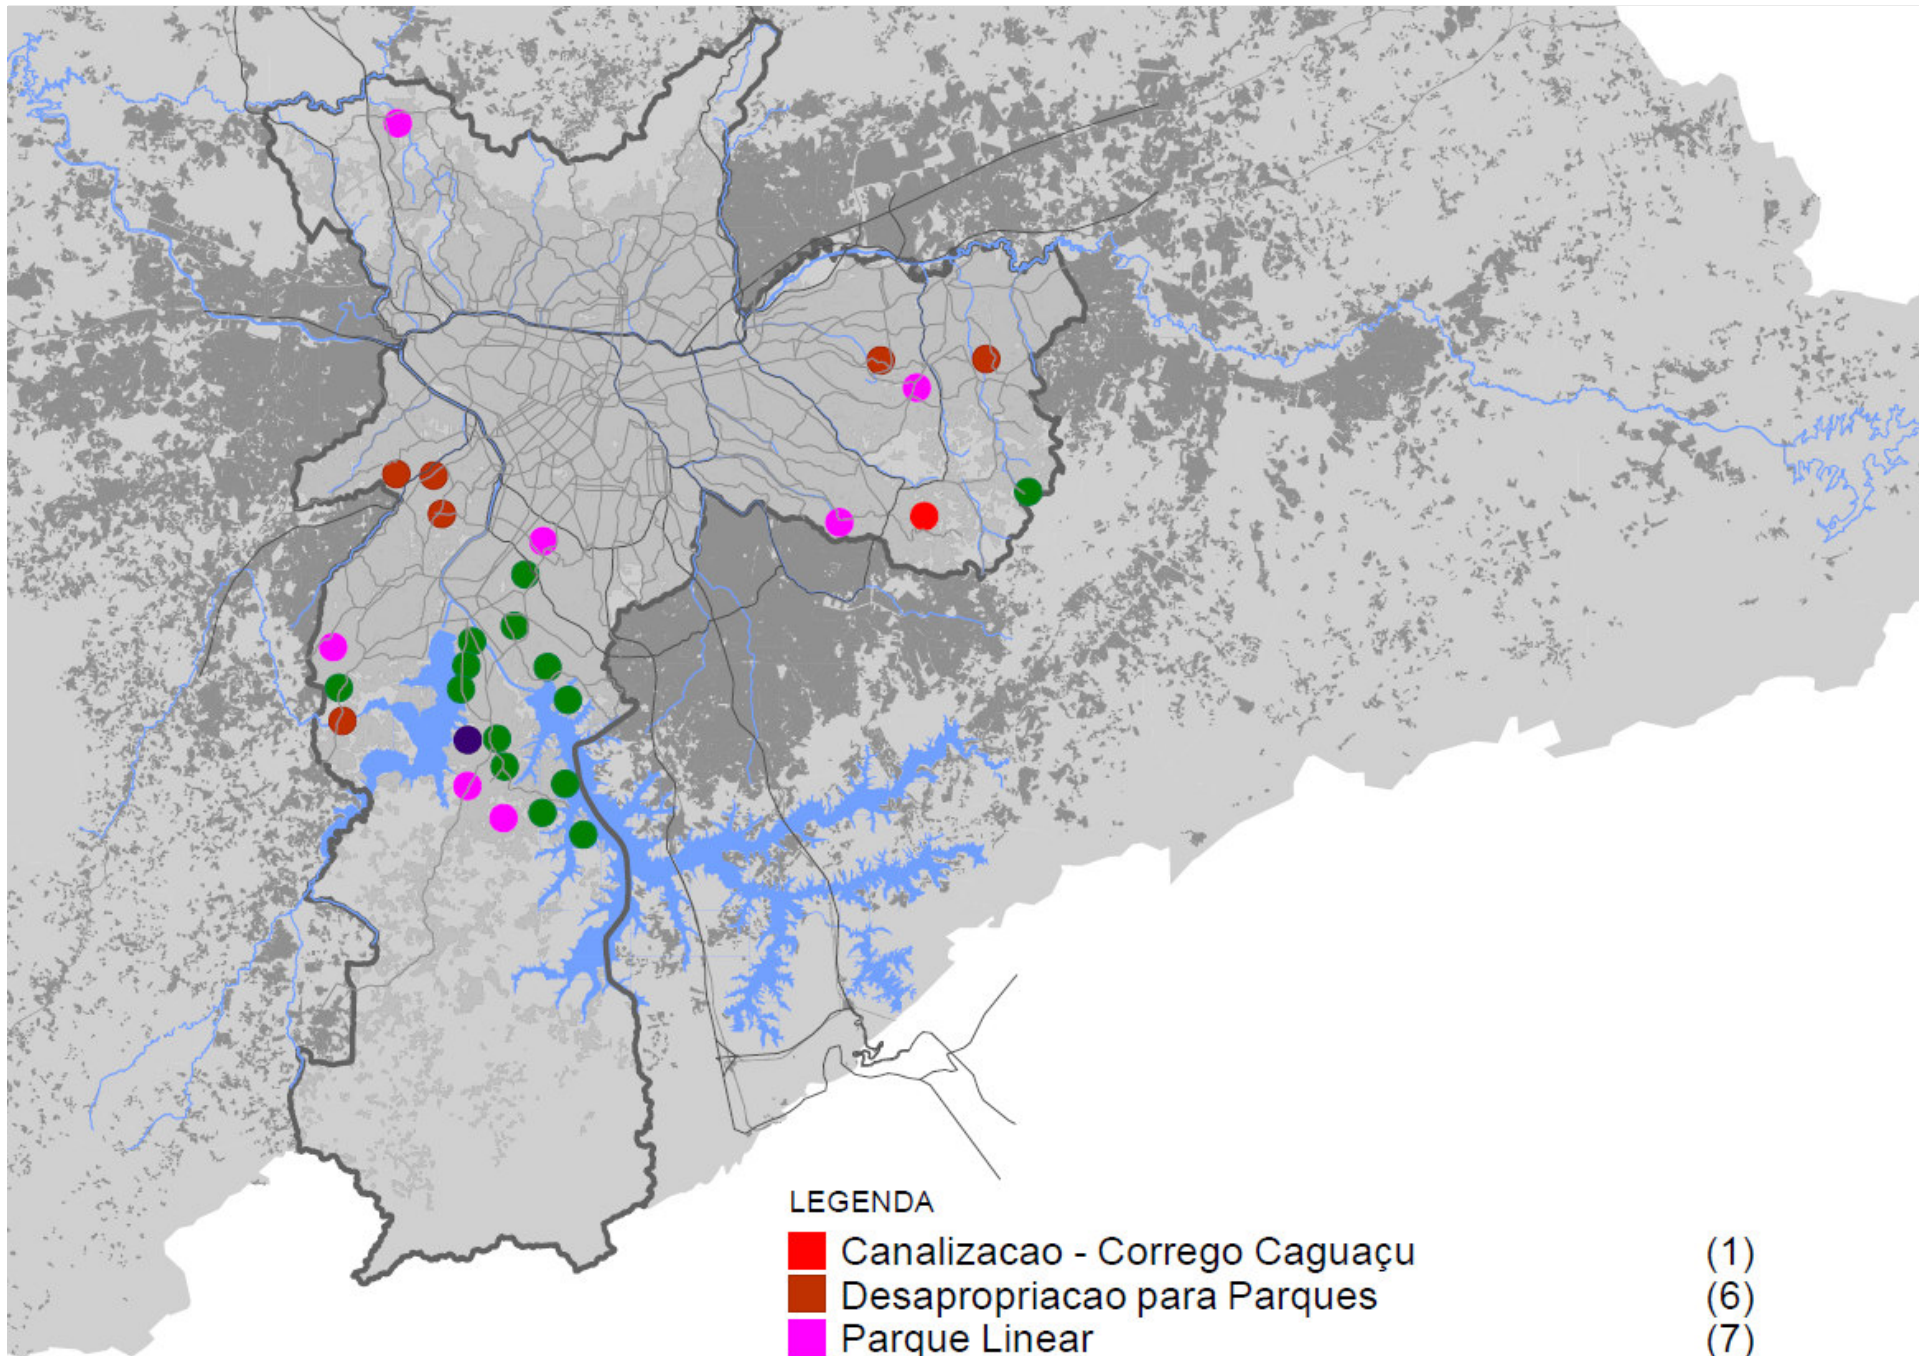 LEGENDA
Canalizacao - Corrego Caguaçu (1)
Desapropriacao para Parques (6)
Parque Linear (7)